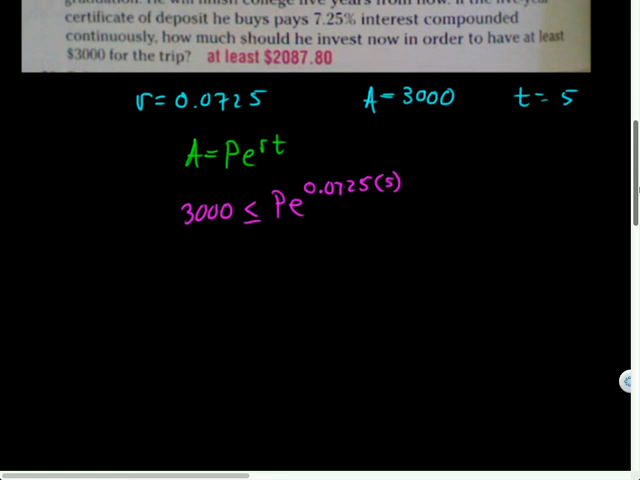 certificate of deposit he buys pays 7.25% interest compounded
continuously, how much should he invest now in order to have at least
$3000 for the trip? at least $2087.80
r=0.0725 A=3000 t=5
A=Pe^rt
3000 ≤ Pe^0.0725(5)